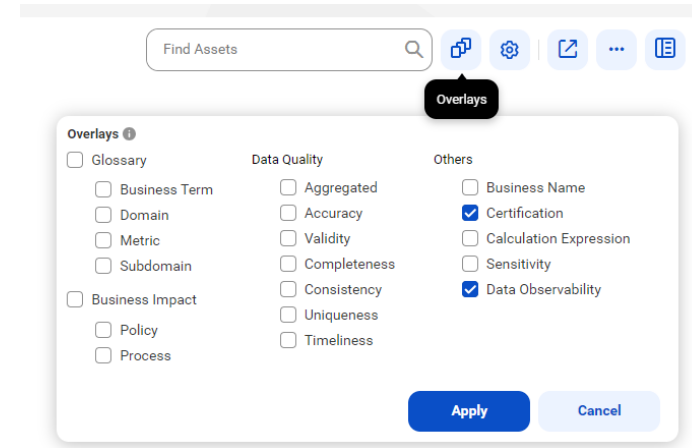 Find Assets
Overlays
Overlays
Glossary
Business Term
Domain
Metric
Subdomain
Business Impact
Policy
Process
Data Quality
Aggregated
Accuracy
Validity
Completeness
Consistency
Uniqueness
Timeliness
Others
Business Name
Certification
Calculation Expression
Sensitivity
Data Observability
Apply
Cancel